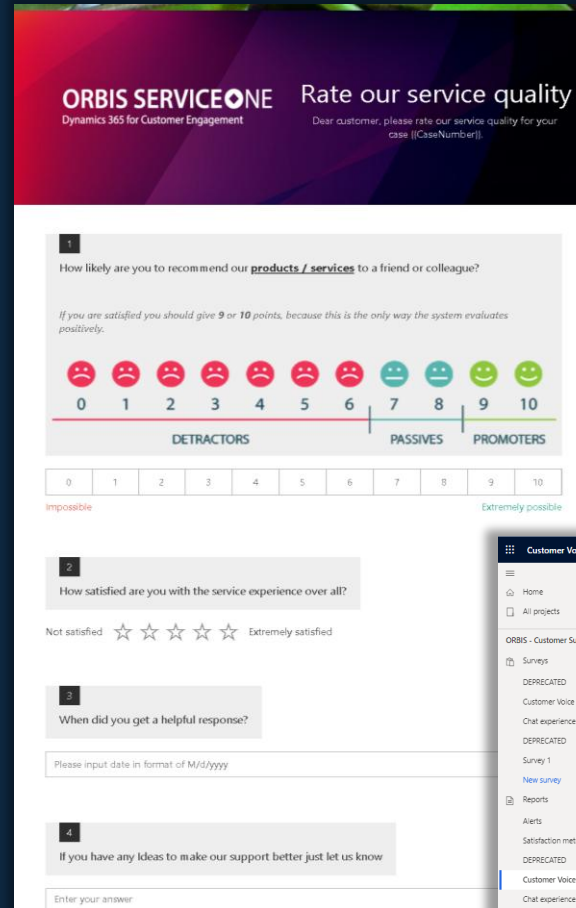 ORBIS SERVICEONE
Dynamics 365 for Customer Engagement
Rate our service quality
Dear customer, please rate our service quality for your
case {{CaseNumber}}.
1
How likely are you to recommend our products / services to a friend or colleague?
If you are satisfied you should give 9 or 10 points, because this is the only way the system evaluates
positively.
0 1 2 3 4 5 6 7 8 9 10
DETRACTORS PASSIVES PROMOTERS
0 1 2 3 4 5 6 7 8 9 10
Impossible Extremely possible
2
How satisfied are you with the service experience over all?
Not satisfied Extremely satisfied
3
When did you get a helpful response?
Please input date in format of M/d/yyyy
4
If you have any Ideas to make our support better just let us know
Enter your answer
Customer Vo
Home
All projects
ORBIS - Customer Su
Surveys
DEPRECATED
Customer Voice
Chat experience
DEPRECATED
Survey 1
New survey
Reports
Alerts
Satisfaction met
DEPRECATED
Customer Voice
Chat experience